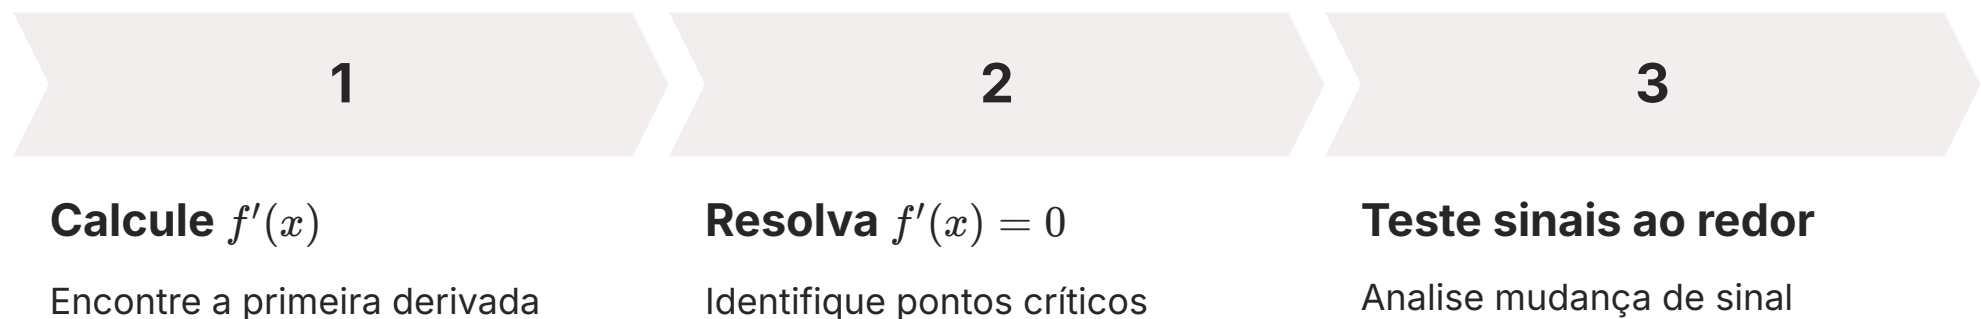 1
2
3
Calcule f′(x)
Resolva f′(x) = 0
Teste sinais ao redor
Encontre a primeira derivada
Identifique pontos críticos
Analise mudança de sinal